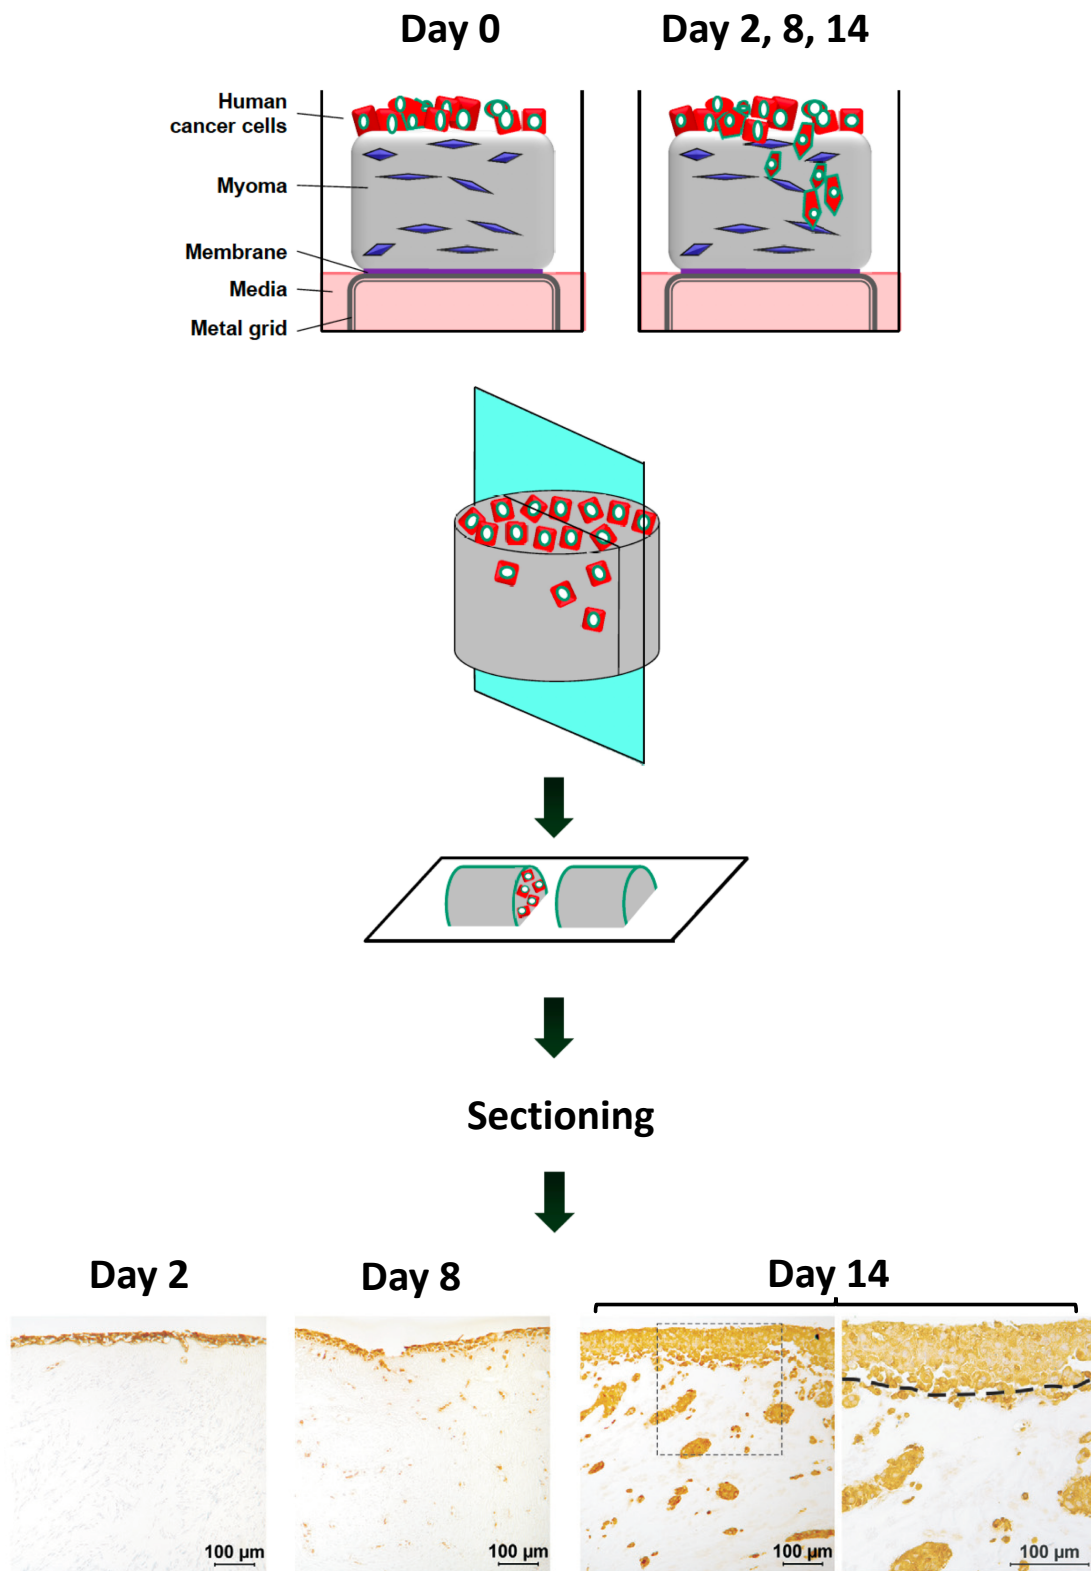 Day 0
Day 2, 8, 14
Human
cancer cells
Myoma
Membrane
Media
Metal grid
Sectioning
Day 2
Day 8
Day 14
100 µm
100 µm
100 µm
100 µm